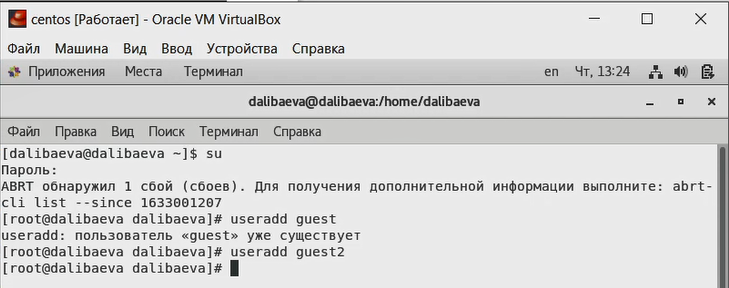 centos [Работает] - Oracle VM VirtualBox
Файл Машина Вид Ввод Устройства Справка
Приложения Места Терминал en Чт, 13:24
dalibaeva@dalibaeva:/home/dalibaeva
Файл Правка Вид Поиск Терминал Справка
[dalibaeva@dalibaeva ~]$ su
Пароль:
ABRT обнаружил 1 сбой (сбоев). Для получения дополнительной информации выполните: abrt-
cli list --since 1633001207
[root@dalibaeva dalibaeva]# useradd guest
useradd: пользователь «guest» уже существует
[root@dalibaeva dalibaeva]# useradd guest2
[root@dalibaeva dalibaeva]#